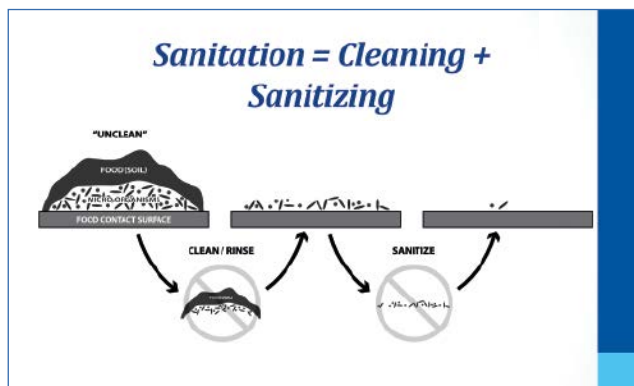 Sanitation = Cleaning +
Sanitizing
"UNCLEAN"
FOOD (SOIL)
MICRO ORGANISMS
FOOD CONTACT SURFACE
CLEAN / RINSE
SANITIZE